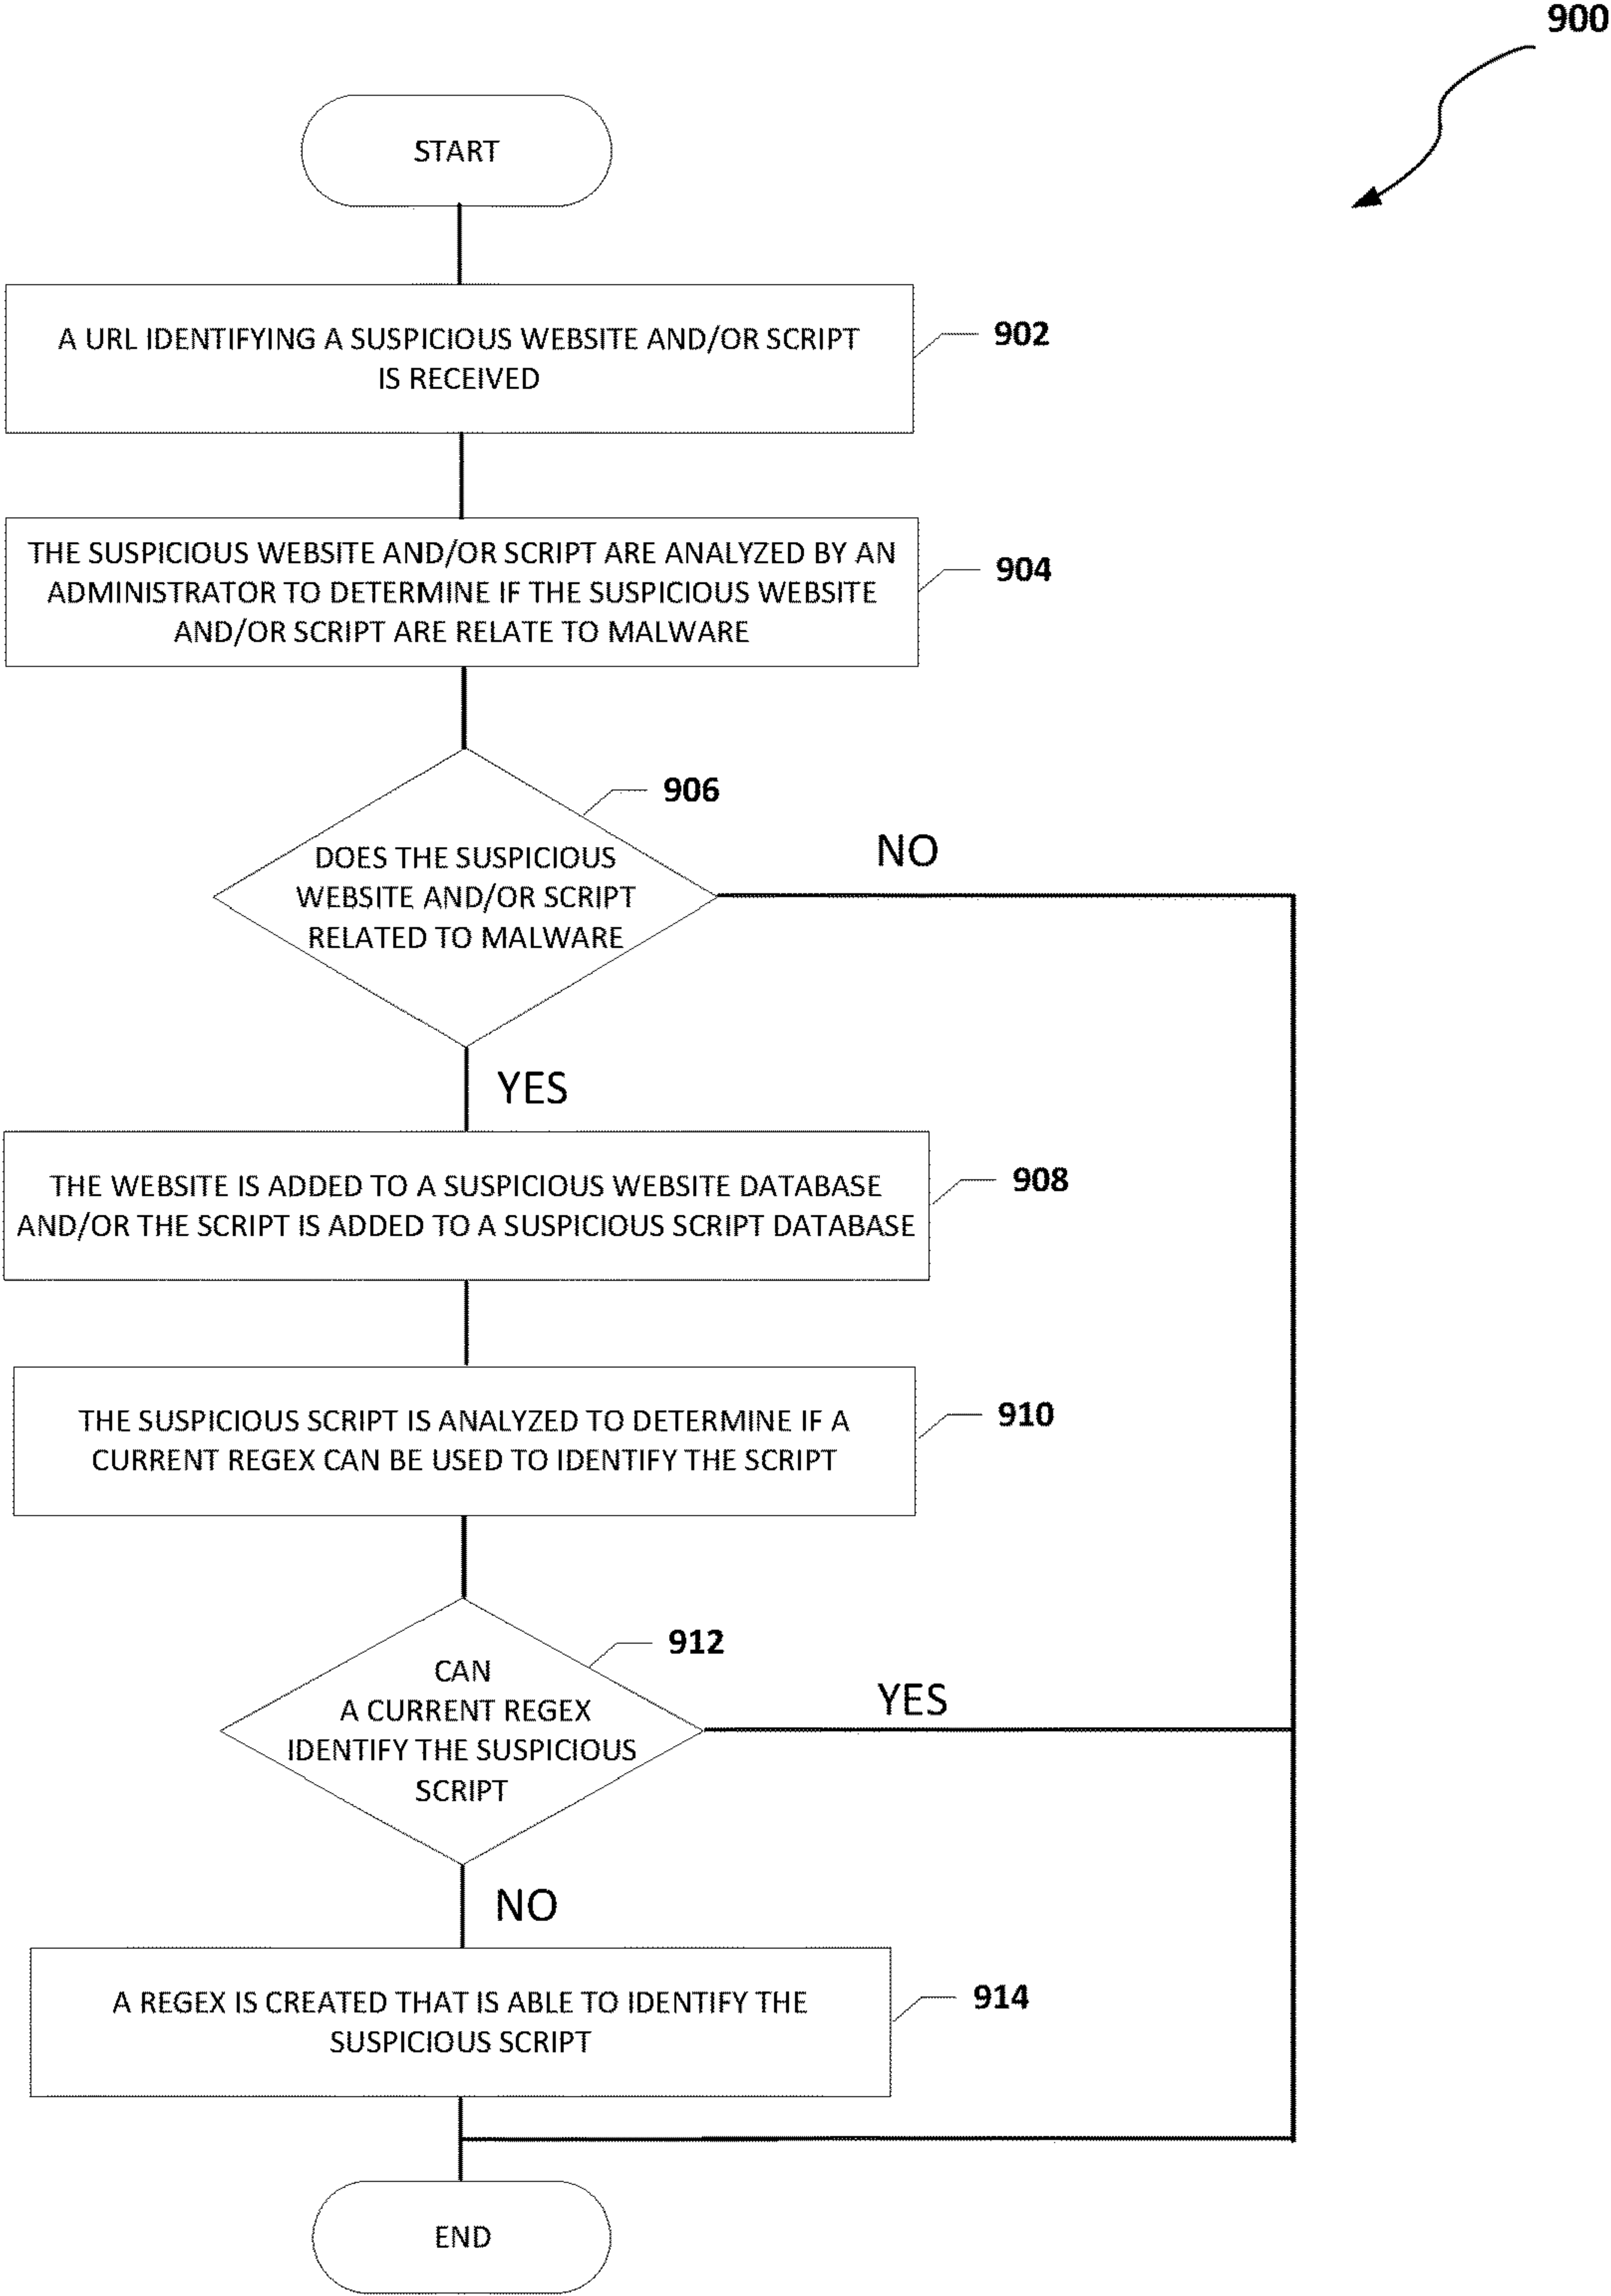 900
START
A URL IDENTIFYING A SUSPICIOUS WEBSITE AND/OR SCRIPT
IS RECEIVED
902
THE SUSPICIOUS WEBSITE AND/OR SCRIPT ARE ANALYZED BY AN
ADMINISTRATOR TO DETERMINE IF THE SUSPICIOUS WEBSITE
AND/OR SCRIPT ARE RELATE TO MALWARE
904
906
DOES THE SUSPICIOUS
WEBSITE AND/OR SCRIPT
RELATED TO MALWARE
NO
YES
THE WEBSITE IS ADDED TO A SUSPICIOUS WEBSITE DATABASE
AND/OR THE SCRIPT IS ADDED TO A SUSPICIOUS SCRIPT DATABASE
908
THE SUSPICIOUS SCRIPT IS ANALYZED TO DETERMINE IF A
CURRENT REGEX CAN BE USED TO IDENTIFY THE SCRIPT
910
912
CAN
A CURRENT REGEX
IDENTIFY THE SUSPICIOUS
SCRIPT
YES
NO
A REGEX IS CREATED THAT IS ABLE TO IDENTIFY THE
SUSPICIOUS SCRIPT
914
END